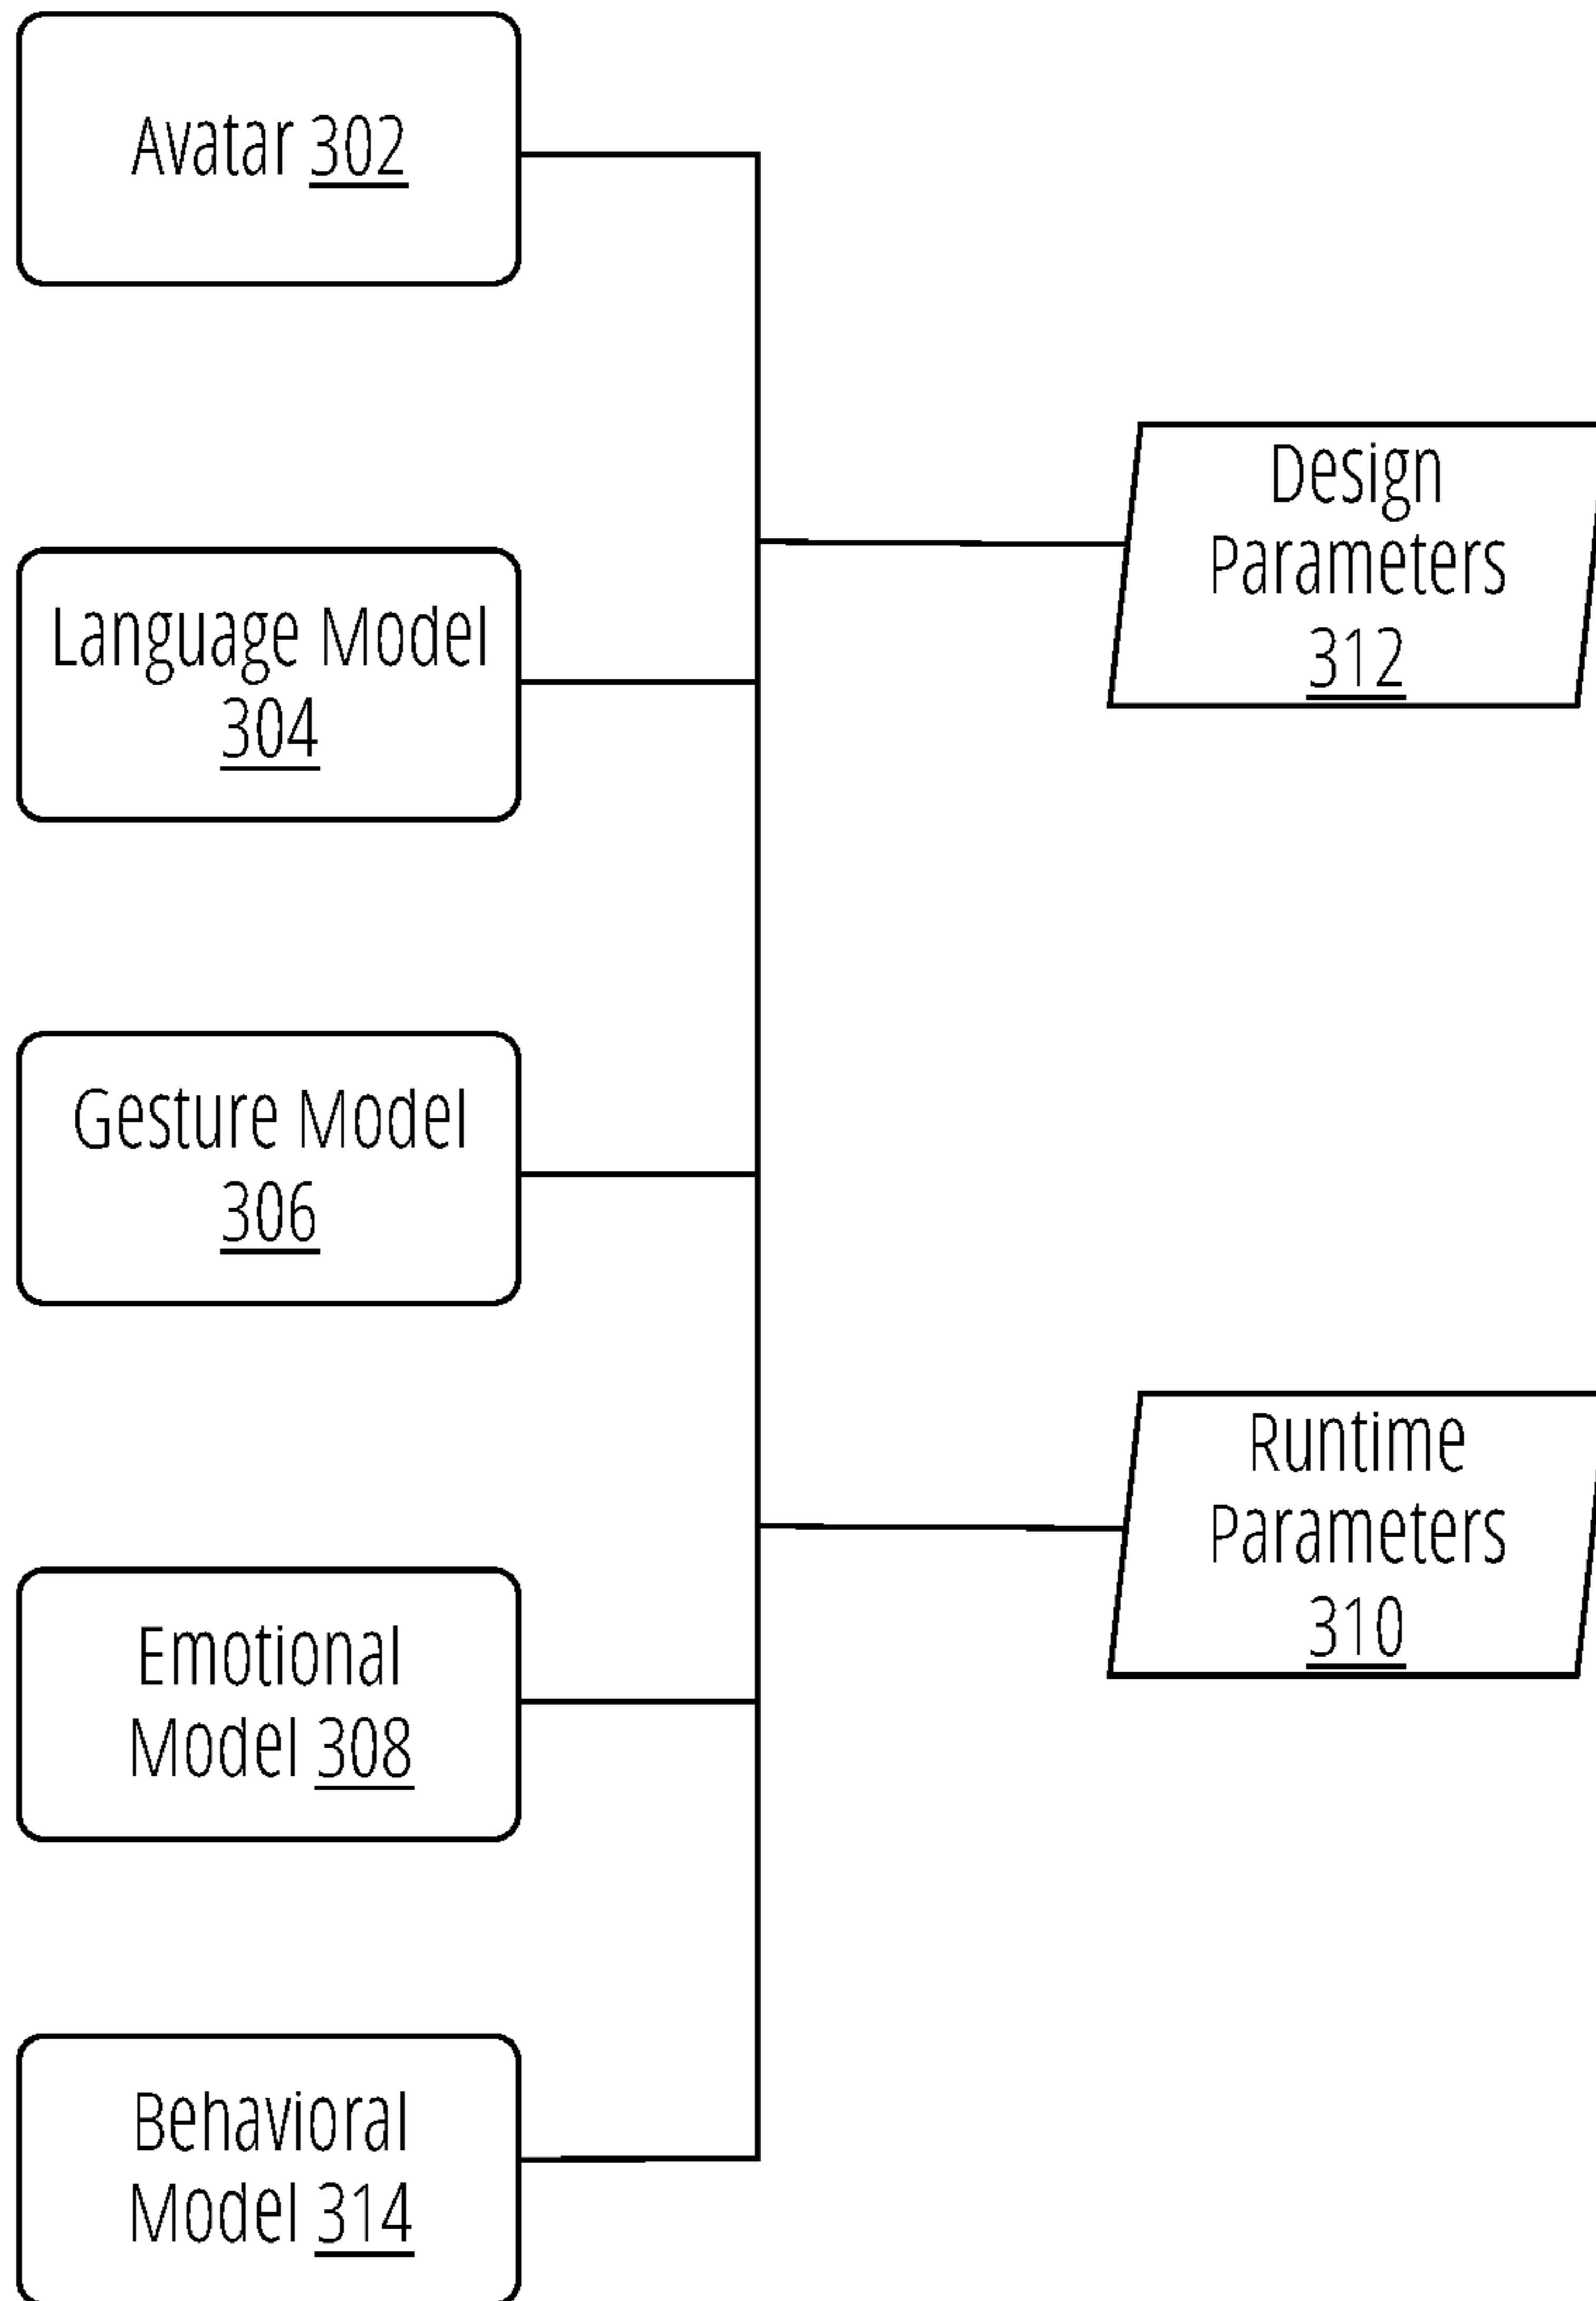 Avatar 302
Language Model
304
Gesture Model
306
Emotional
Model 308
Behavioral
Model 314
Design
Parameters
312
Runtime
Parameters
310